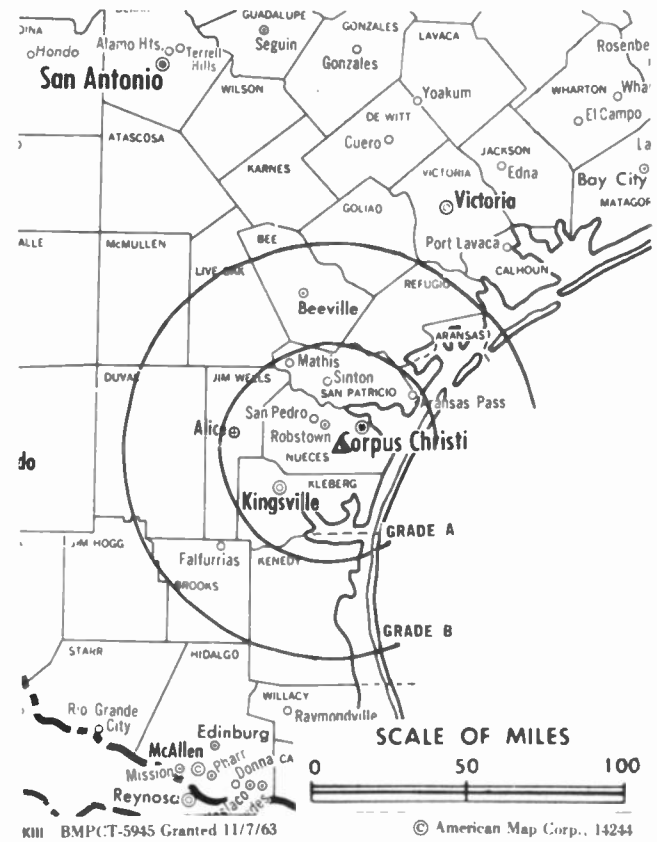 GUADALUPE
GONZALES
LAVACA
Hondo
Alamo Hts.
Terrell
Hills
Seguin
Gonzales
San Antonio
WILSON
Yoakum
WHARTON
El Campo
DE WITT
Cuero
ATASCOSA
KARNES
JACKSON
Edna
VICTORIA
Victoria
Bay City
GOLIAD
BEE
Port Lavaca
CALHOUN
McMULLEN
LIVE OAK
REFUGIO
Beeville
ARANSAS
Mathis
DUVAL
JIM WELLS
Sinton
SAN PATRICIO
Aransas Pass
San Pedro
Alice
Robstown
Corpus Christi
NUECES
KLEBERG
Kingsville
GRADE A
JIM HOGG
Falfurrias
KENEDY
BROOKS
GRADE B
STARR
HIDALGO
WILLACY
Rio Grande
City
Raymondville
Edinburg
McAllen
Mission
Pharr
Donna
Reynosa
SCALE OF MILES
0 50 100
KIII BMPCT-5945 Granted 11/7/63
© American Map Corp., 14244